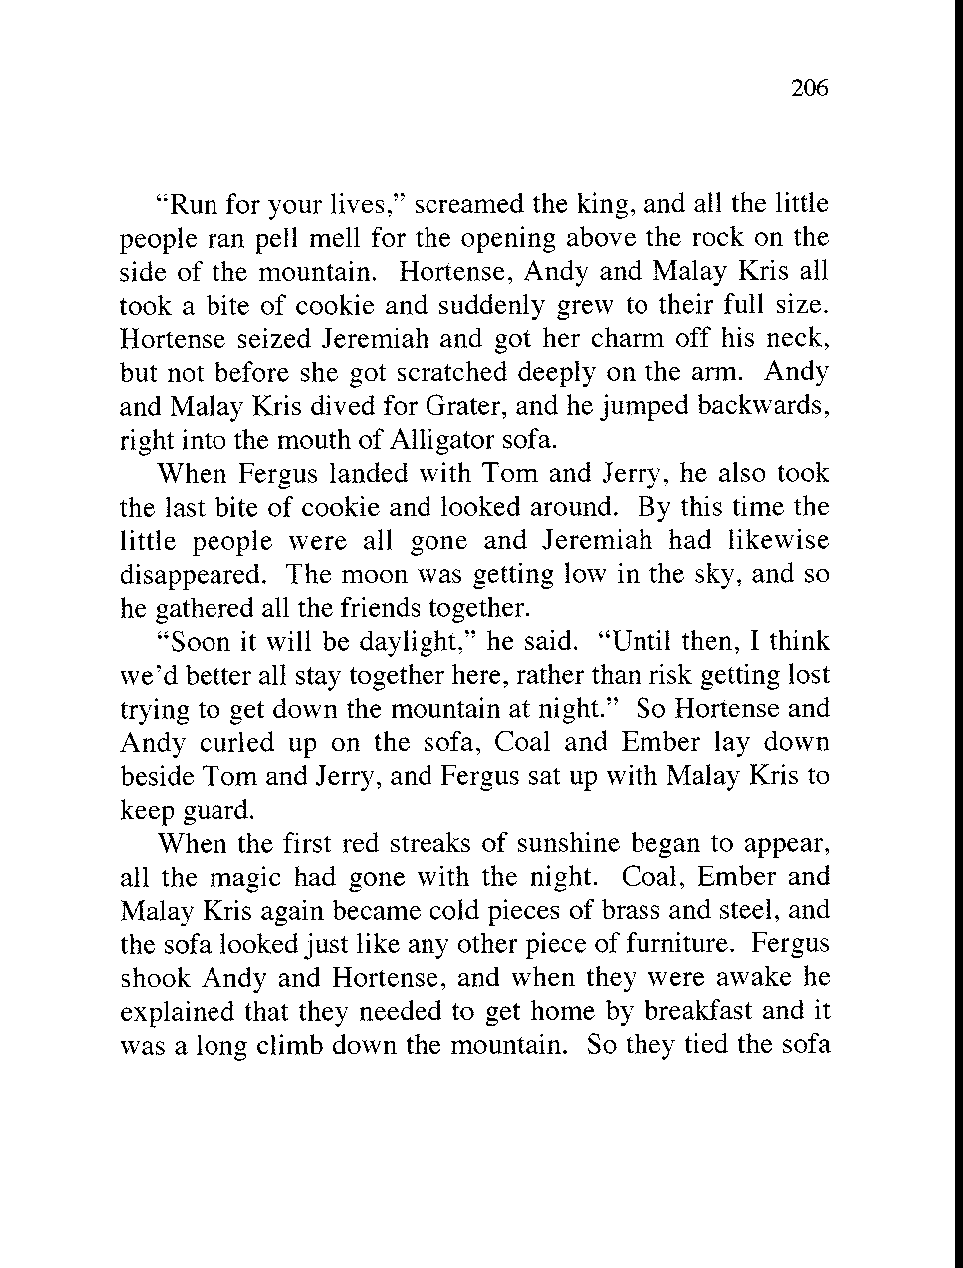 206
“Run for your lives,” screamed the king, and all the little
people ran pell mell for the opening above the rock on the
side of the mountain. Hortense, Andy and Malay Kris all
took a bite of cookie and suddenly grew to their full size.
Hortense seized Jeremiah and got her charm off his neck,
but not before she got scratched deeply on the arm. Andy
and Malay Kris dived for Grater, and he jumped backwards,
right into the mouth of Alligator sofa.
When Fergus landed with Tom and Jerry, he also took
the last bite of cookie and looked around. By this time the
little people were all gone and Jeremiah had likewise
disappeared. The moon was getting low in the sky, and so
he gathered all the friends together.
“Soon it will be daylight,” he said. “Until then, I think
we’d better all stay together here, rather than risk getting lost
trying to get down the mountain at night.” So Hortense and
Andy curled up on the sofa, Coal and Ember lay down
beside Tom and Jerry, and Fergus sat up with Malay Kris to
keep guard.
When the first red streaks of sunshine began to appear,
all the magic had gone with the night. Coal, Ember and
Malay Kris again became cold pieces of brass and steel, and
the sofa looked just like any other piece of furniture. Fergus
shook Andy and Hortense, and when they were awake he
explained that they needed to get home by breakfast and it
was a long climb down the mountain. So they tied the sofa